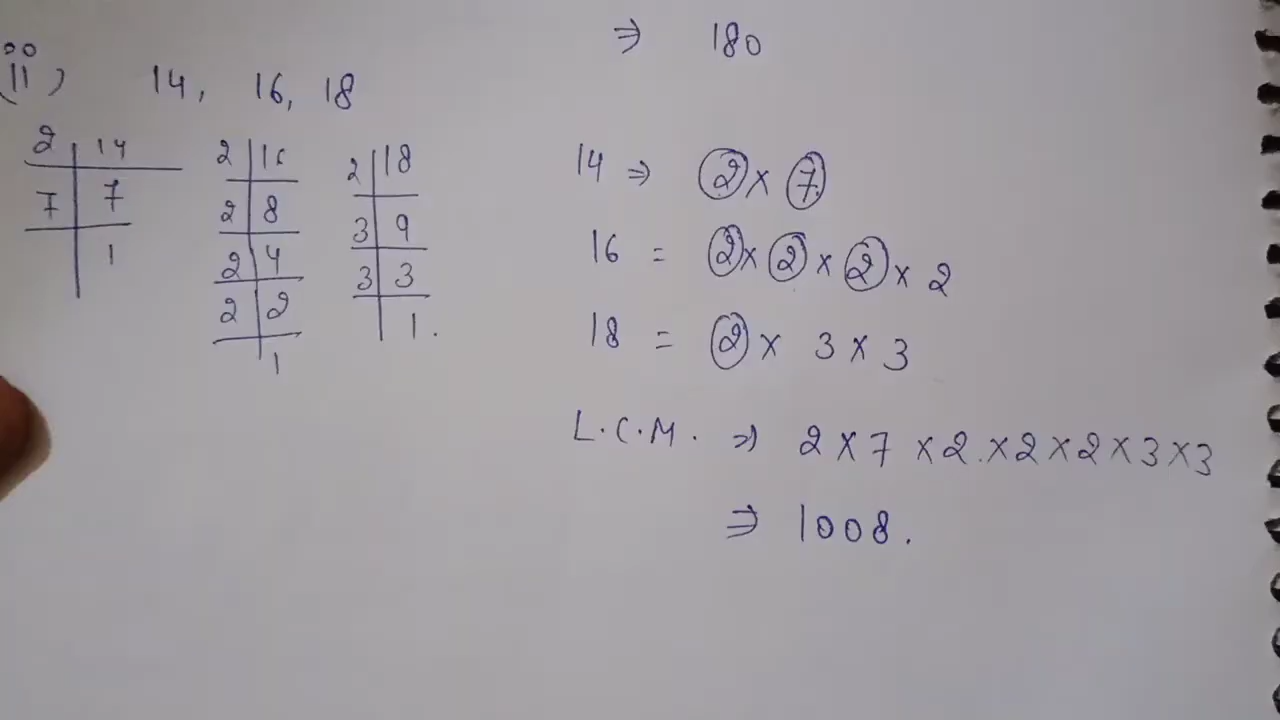 ⇒ 180
(ii) 14, 16, 18
2 | 14
7 | 7
1
2 | 16
2 | 8
2 | 4
2 | 2
1
2 | 18
3 | 9
3 | 3
1.
14 ⇒ 2 × 7
16 = 2 × 2 × 2 × 2
18 = 2 × 3 × 3
L.C.M. ⇒ 2 × 7 × 2 × 2 × 2 × 3 × 3
⇒ 1008.